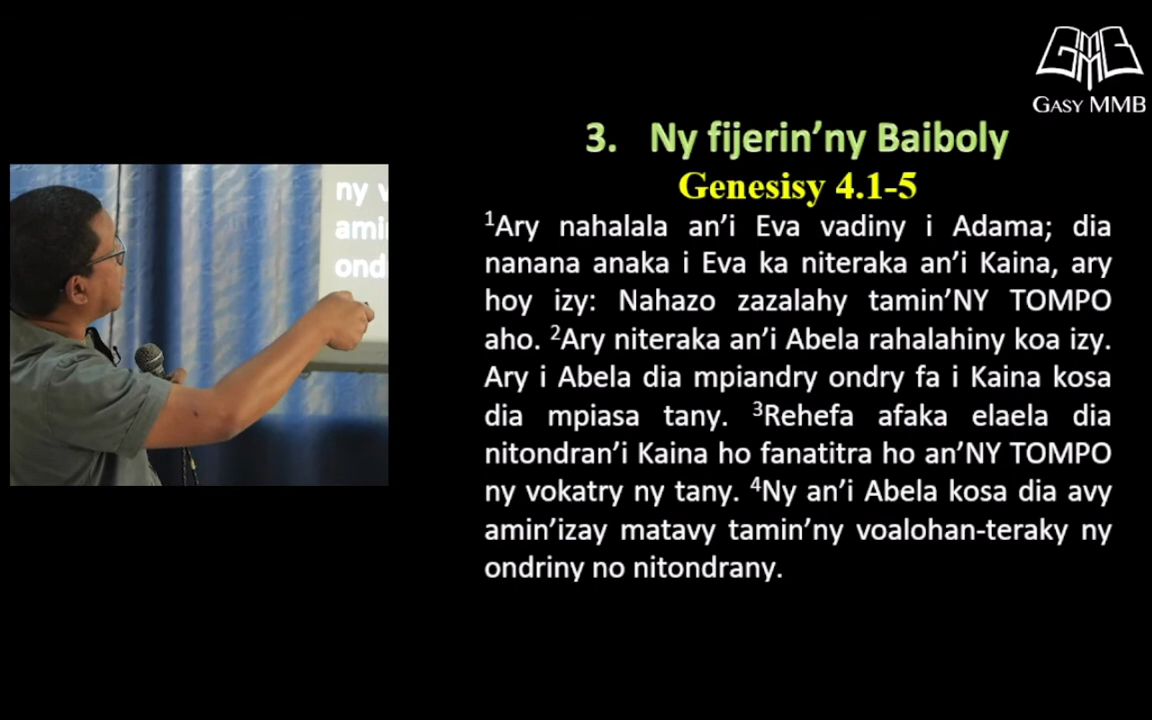 GASY MMB
3. Ny fijerin’ny Baiboly
Genesisy 4.1-5
¹Ary nahalala an’i Eva vadiny i Adama; dia
nanana anaka i Eva ka niteraka an’i Kaina, ary
hoy izy: Nahazo zazalahy tamin’NY TOMPO
aho. ²Ary niteraka an’i Abela rahalahiny koa izy.
Ary i Abela dia mpiandry ondry fa i Kaina kosa
dia mpiasa tany. ³Rehefa afaka elaela dia
nitondran’i Kaina ho fanatitra ho an’NY TOMPO
ny vokatry ny tany. ⁴Ny an’i Abela kosa dia avy
amin’izay matavy tamin’ny voalohan-teraky ny
ondriny no nitondrany.
ny v
ami
ond